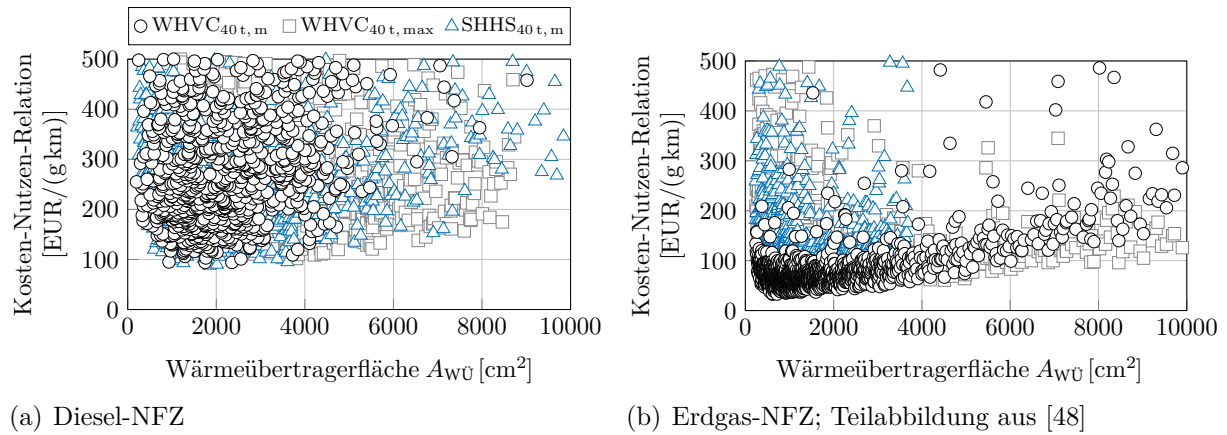 WHVC40 t, m WHVC40 t, max SHHS40 t, m
Kosten-Nutzen-Relation
[EUR/(g km)]
500
400
300
200
100
0
0 2000 4000 6000 8000 10000
Wärmeübertragerfläche AWÜ [cm²]
(a) Diesel-NFZ
Kosten-Nutzen-Relation
[EUR/(g km)]
500
400
300
200
100
0
0 2000 4000 6000 8000 10000
Wärmeübertragerfläche AWÜ [cm²]
(b) Erdgas-NFZ; Teilabbildung aus [48]